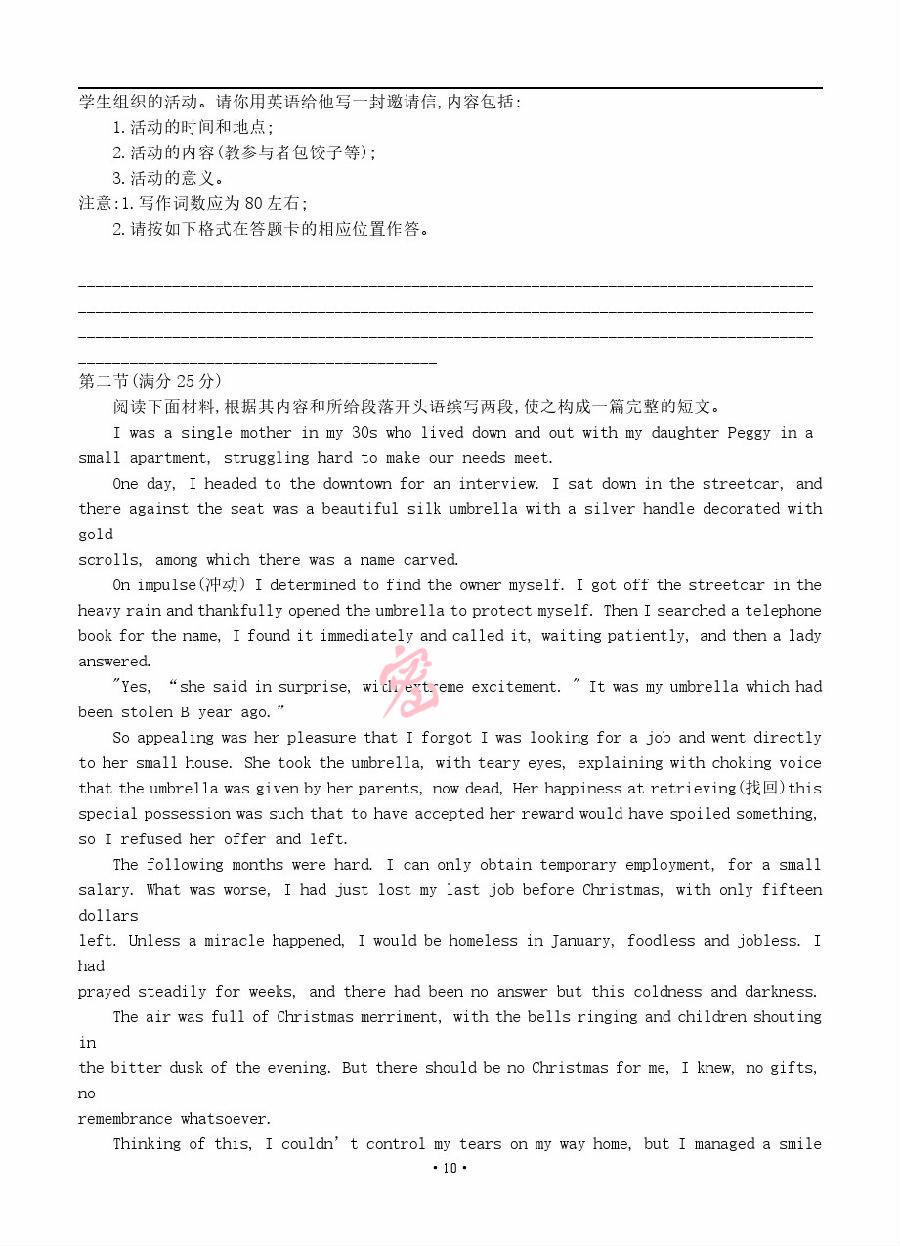 学生组织的活动。请你用英语给他写一封邀请信,内容包括:
1.活动的时间和地点;
2.活动的内容(教参与者包饺子等);
3.活动的意义。
注意:1.写作词数应为80左右;
2.请按如下格式在答题卡的相应位置作答。
第二节(满分25分)
阅读下面材料,根据其内容和所给段落开头语缤写两段,使之构成一篇完整的短文。
I was a single mother in my 30s who lived down and out with my daughter Peggy in a
small apartment, struggling hard to make our needs meet.
One day, I headed to the downtown for an interview. I sat down in the streetcar, and
there against the seat was a beautiful silk umbrella with a silver handle decorated with
gold
scrolls, among which there was a name carved.
On impulse(冲动) I determined to find the owner myself. I got off the streetcar in the
heavy rain and thankfully opened the umbrella to protect myself. Then I searched a telephone
book for the name, I found it immediately and called it, waiting patiently, and then a lady
answered.
"Yes, “she said in surprise, with extreme excitement. " It was my umbrella which had
been stolen B year ago. "
So appealing was her pleasure that I forgot I was looking for a job and went directly
to her small house. She took the umbrella, with teary eyes, explaining with choking voice
that the umbrella was given by her parents, now dead, Her happiness at retrieving(找回)this
special possession was such that to have accepted her reward would have spoiled something,
so I refused her offer and left.
The following months were hard. I can only obtain temporary employment, for a small
salary. What was worse, I had just lost my last job before Christmas, with only fifteen
dollars
left. Unless a miracle happened, I would be homeless in January, foodless and jobless. I
had
prayed steadily for weeks, and there had been no answer but this coldness and darkness.
The air was full of Christmas merriment, with the bells ringing and children shouting
in
the bitter dusk of the evening. But there should be no Christmas for me, I knew, no gifts,
no
remembrance whatsoever.
Thinking of this, I couldn’t control my tears on my way home, but I managed a smile
·10·